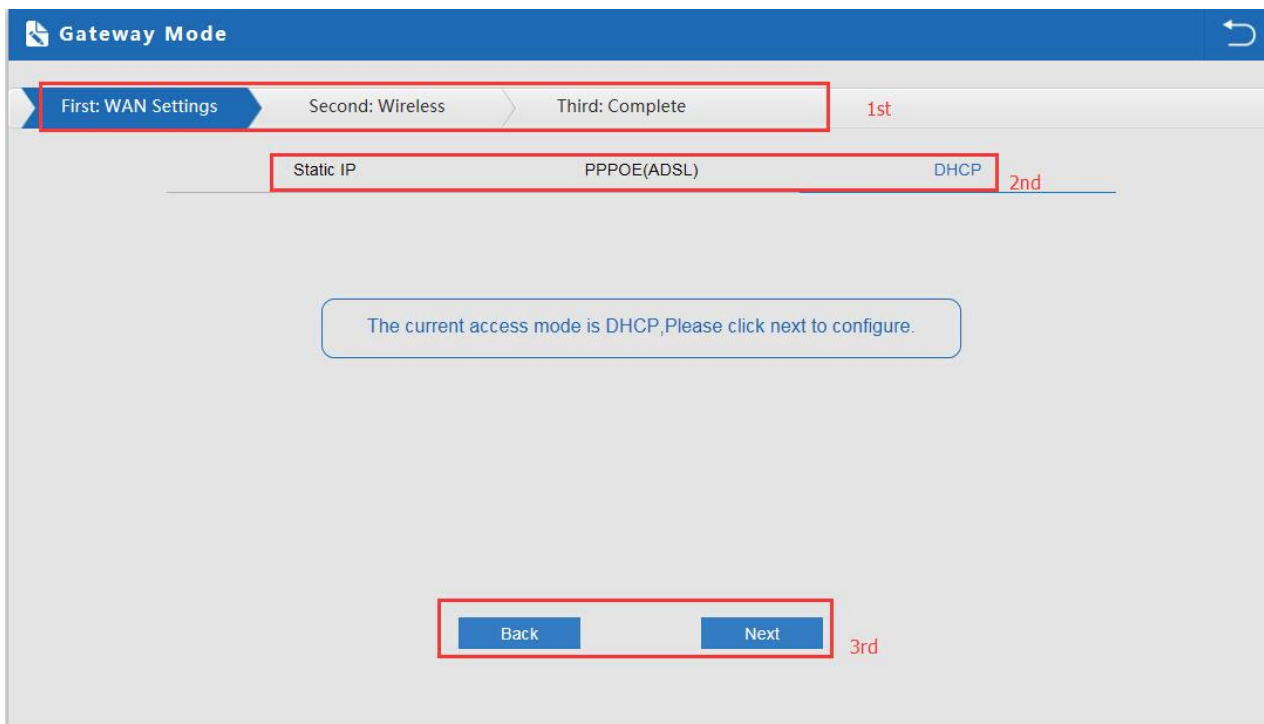 Gateway Mode
First: WAN Settings Second: Wireless Third: Complete 1st
Static IP PPPOE(ADSL) DHCP 2nd
The current access mode is DHCP,Please click next to configure.
Back Next 3rd